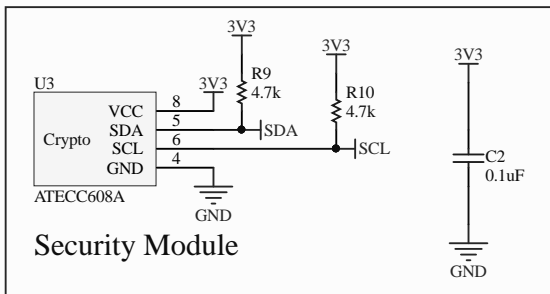 3V3
3V3
3V3
U3
3V3
R9
4.7k
R10
4.7k
VCC 8
SDA 5
SDA
Crypto
SCL 6
SCL
GND 4
C2
0.1uF
ATECC608A
GND
Security Module
GND